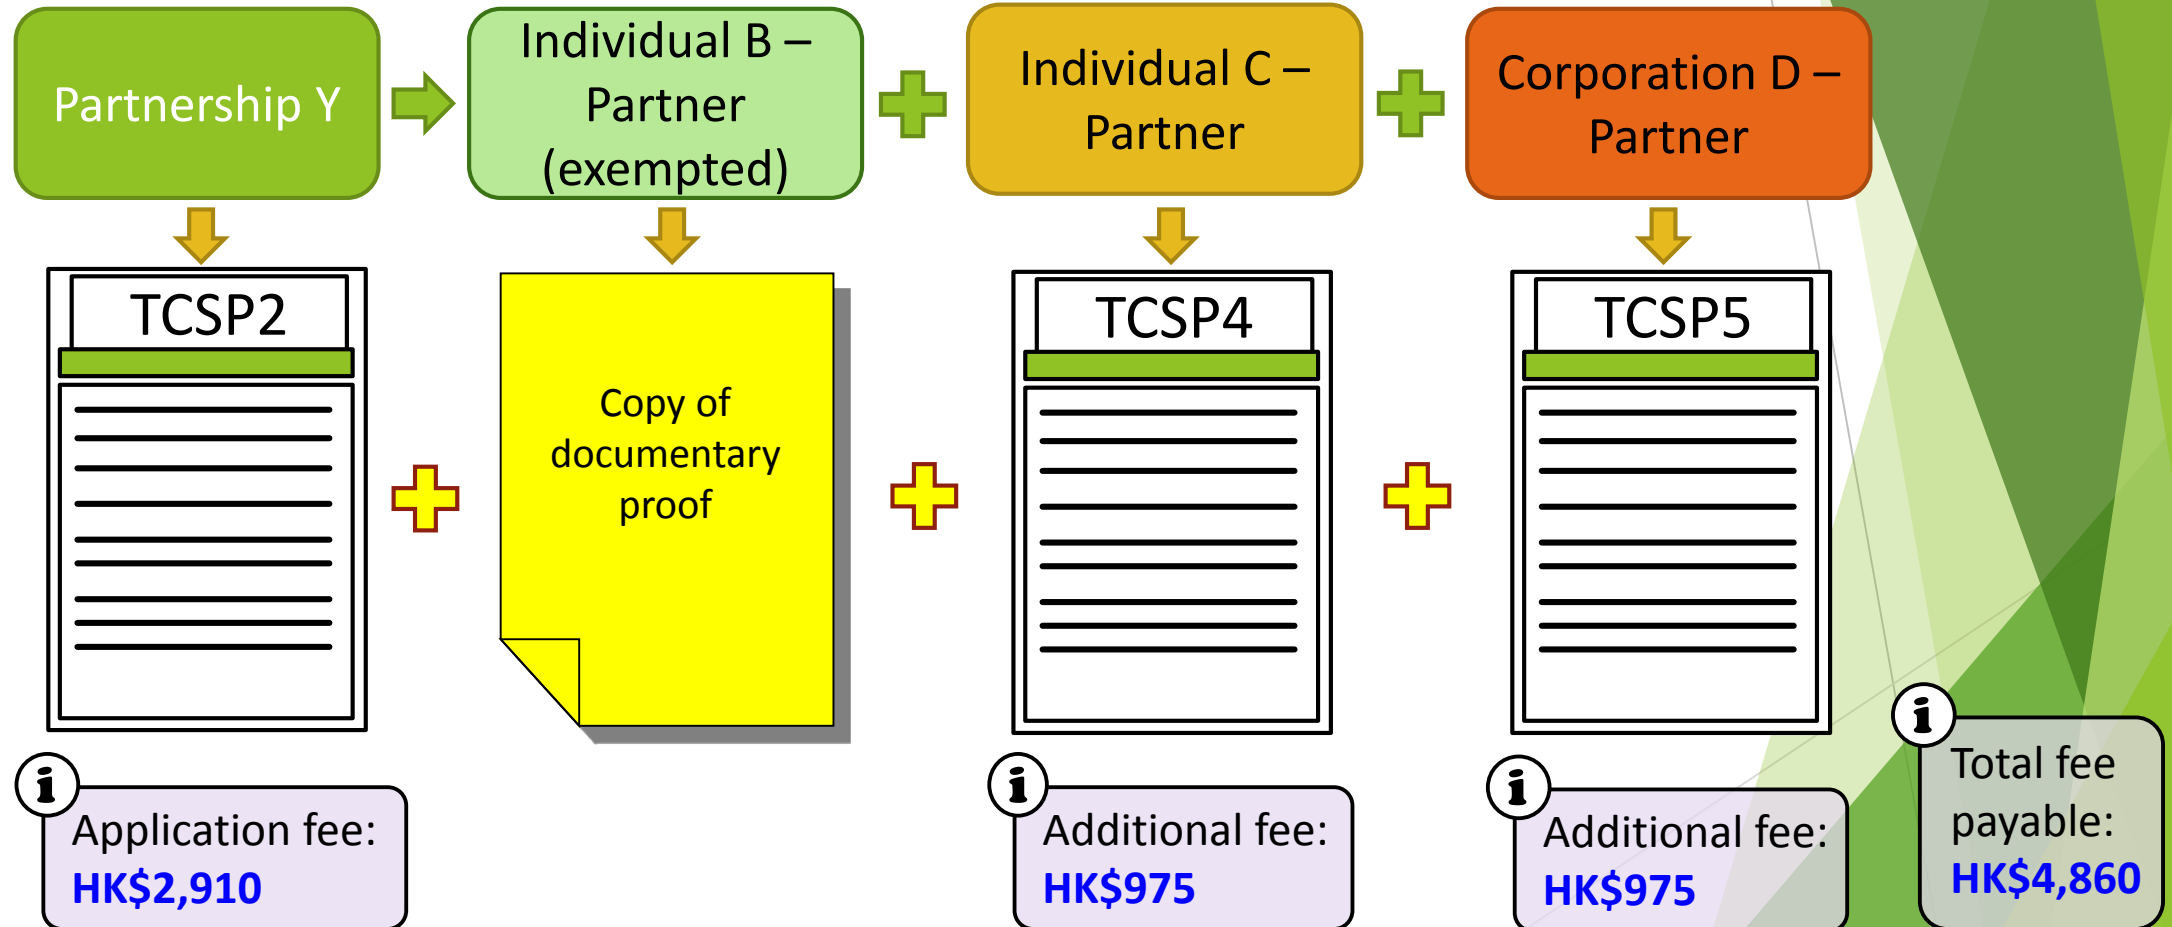 Partnership Y
Individual B –
Partner
(exempted)
Individual C –
Partner
Corporation D –
Partner
TCSP2
Copy of
documentary
proof
TCSP4
TCSP5
i
Application fee:
HK$2,910
i
Additional fee:
HK$975
i
Additional fee:
HK$975
i
Total fee
payable:
HK$4,860